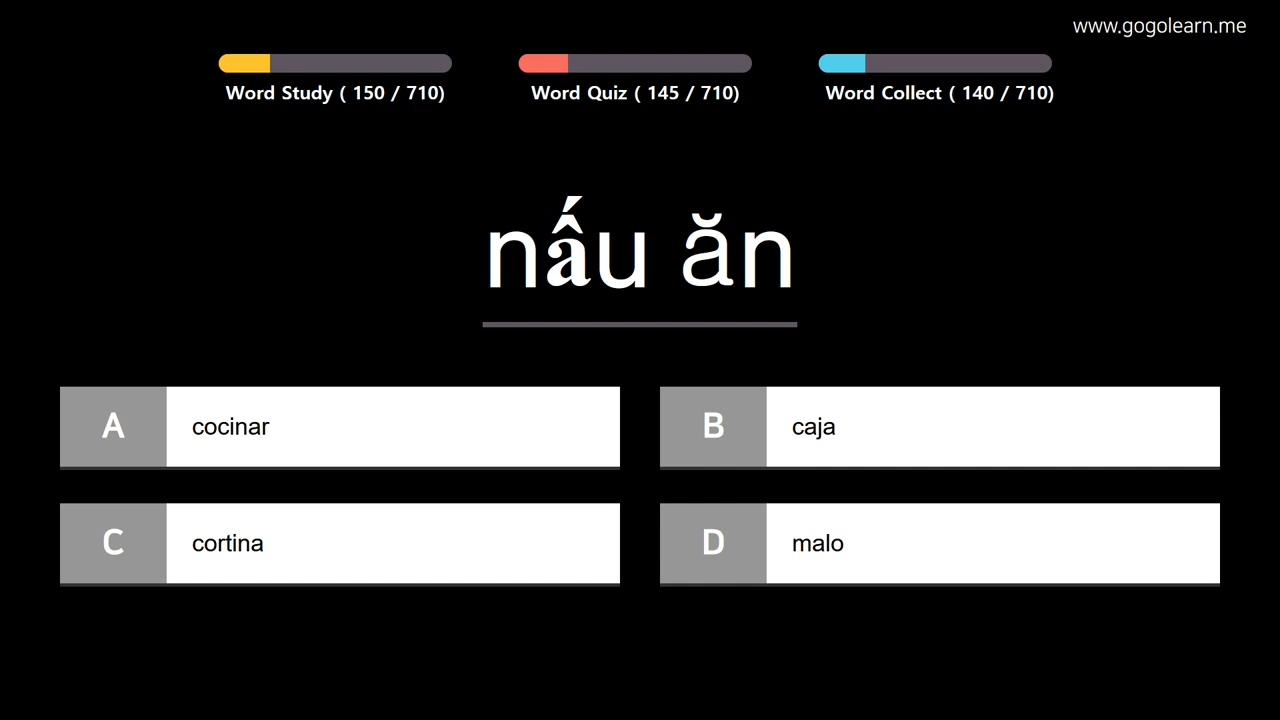 www.gogolearn.me
Word Study ( 150 / 710)
Word Quiz ( 145 / 710)
Word Collect ( 140 / 710)
nấu ăn
A cocinar
B caja
C cortina
D malo